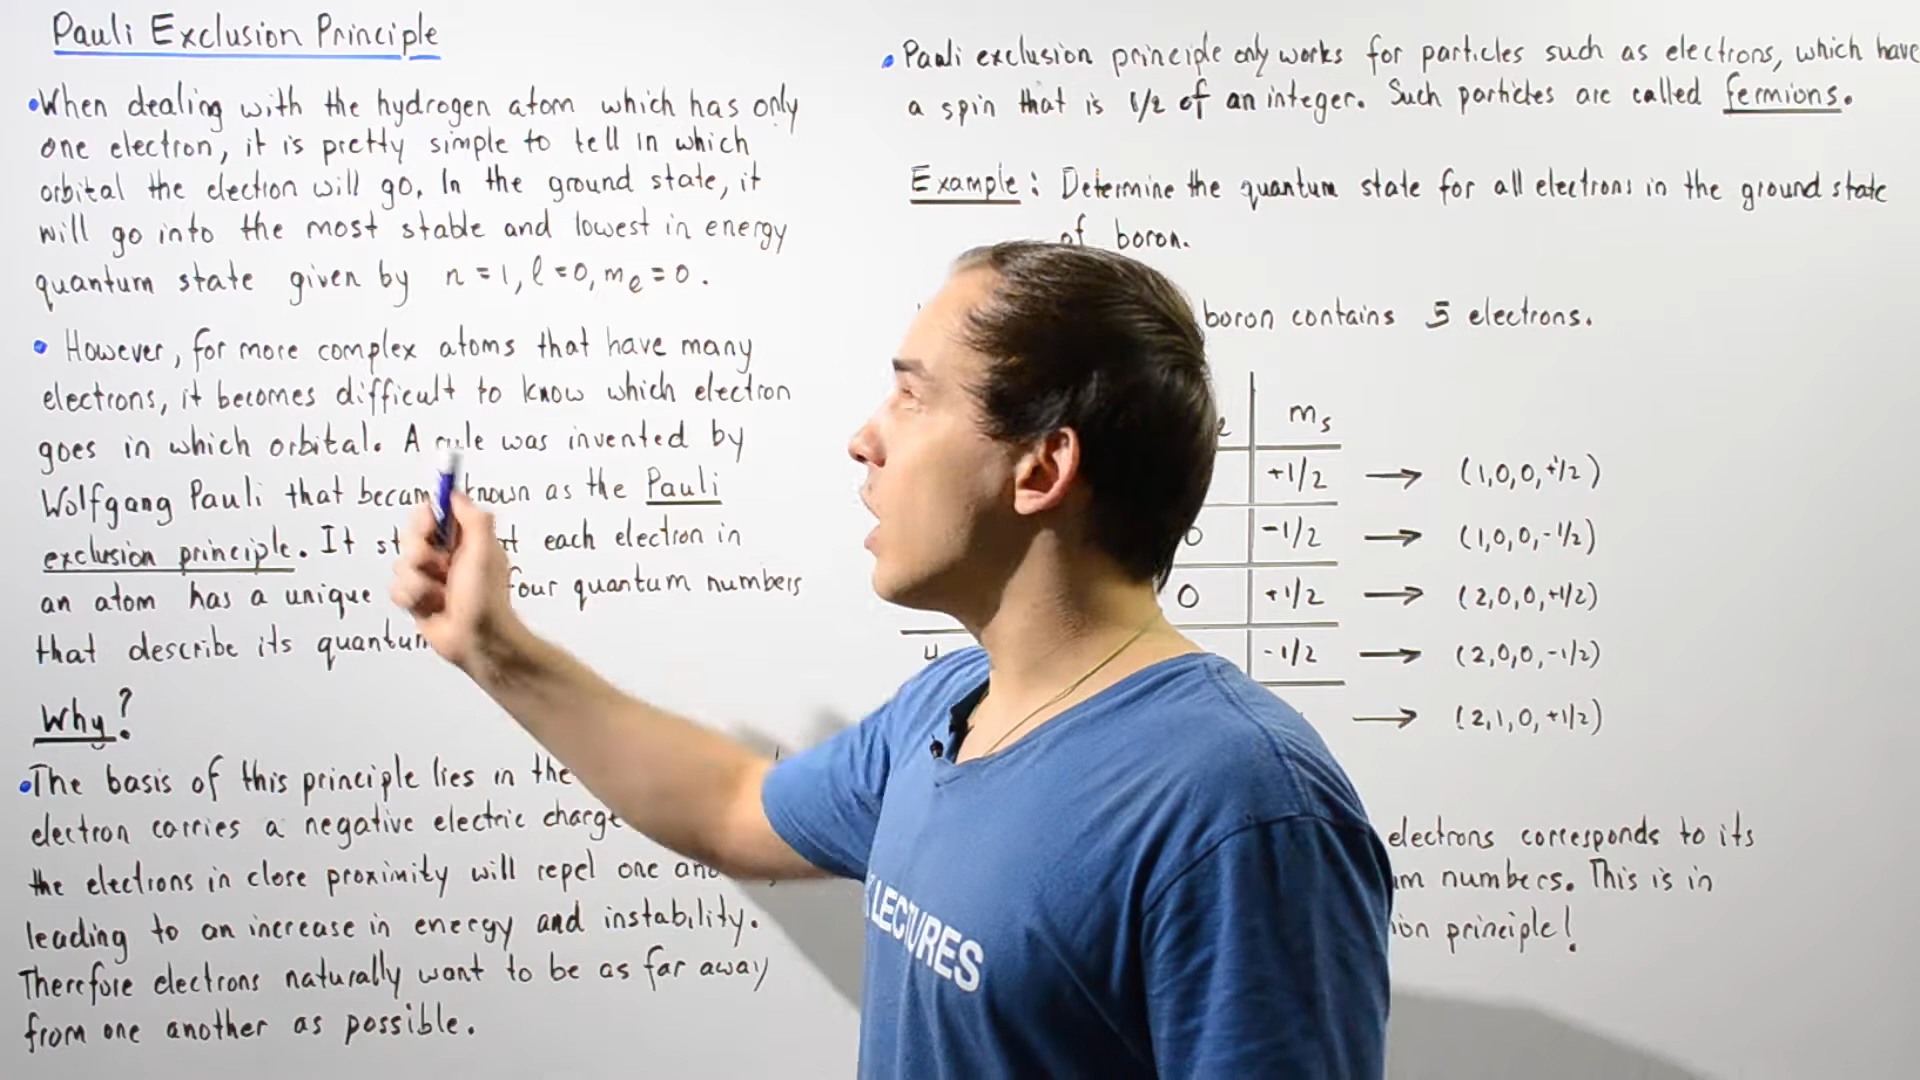 Pauli Exclusion Principle
•When dealing with the hydrogen atom which has only
one electron, it is pretty simple to tell in which
orbital the electron will go. In the ground state, it
will go into the most stable and lowest in energy
quantum state given by n = 1, l = 0, mₑ = 0.
• However, for more complex atoms that have many
electrons, it becomes difficult to know which electron
goes in which orbital. A rule was invented by
Wolfgang Pauli that becam known as the Pauli
exclusion principle. It st each electron in
an atom has a unique four quantum numbers
that describe its quantum
Why?
•The basis of this principle lies in the
electron carries a negative electric charge
the electrons in close proximity will repel one
leading to an increase in energy and instability.
Therefore electrons naturally want to be as far away
from one another as possible.
• Pauli exclusion principle only works for particles such as electrons, which have
a spin that is 1/2 of an integer. Such particles are called fermions.
Example: Determine the quantum state for all electrons in the ground state
of boron.
boron contains 5 electrons.
mₛ
+1/2 → (1,0,0,+1/2)
0 -1/2 → (1,0,0,-1/2)
0 +1/2 → (2,0,0,+1/2)
4 -1/2 → (2,0,0,-1/2)
→ (2,1,0,+1/2)
electrons corresponds to its
numbers. This is in
principle!
LECTURES